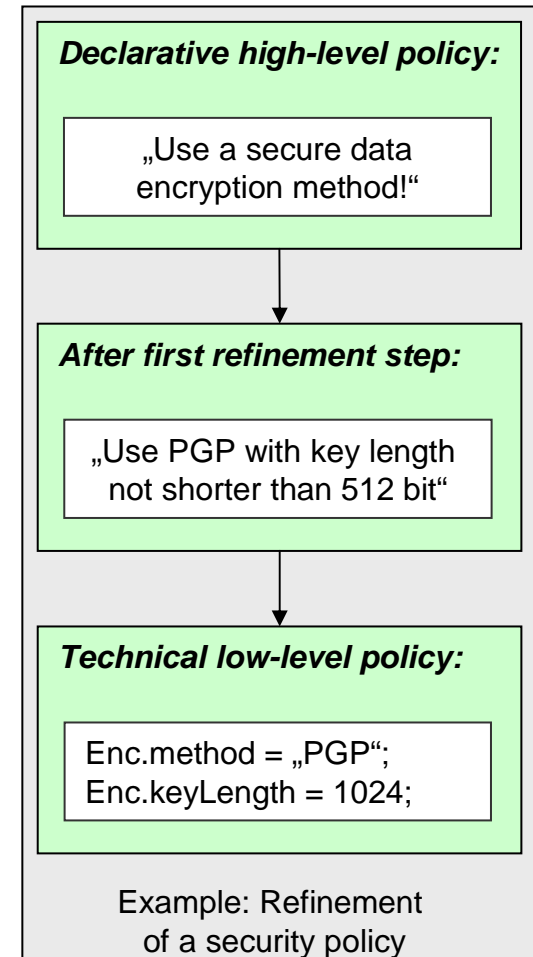 Declarative high-level policy:
„Use a secure data
encryption method!“
After first refinement step:
„Use PGP with key length
not shorter than 512 bit“
Technical low-level policy:
Enc.method = „PGP“;
Enc.keyLength = 1024;
Example: Refinement
of a security policy